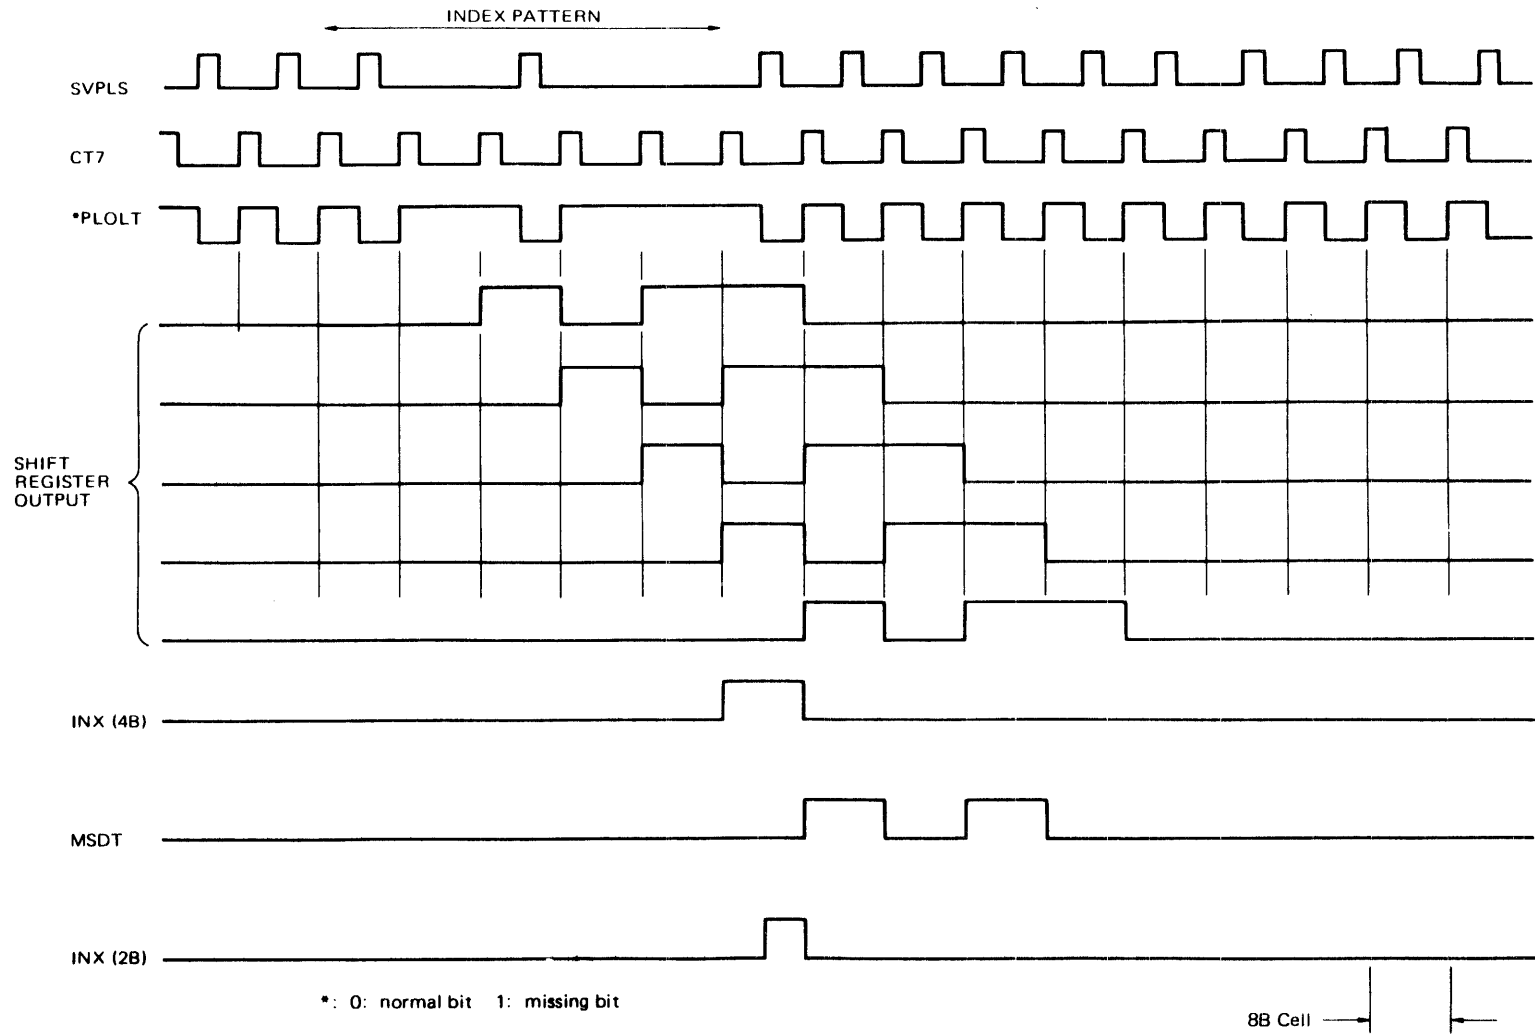 INDEX PATTERN
SVPLS
CT7
*PLOLT
SHIFT
REGISTER
OUTPUT
INX (4B)
MSDT
INX (2B)
*: 0: normal bit 1: missing bit
8B Cell